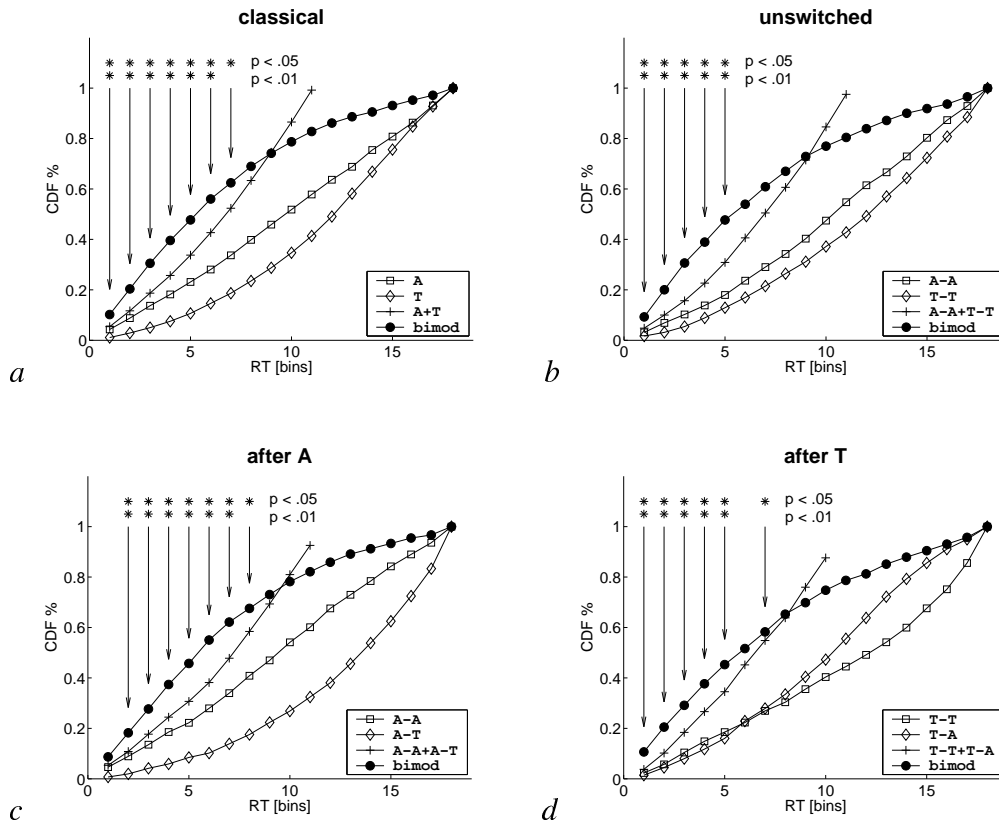 classical
∗ ∗ ∗ ∗ ∗ ∗ ∗ p < .05
∗ ∗ ∗ ∗ ∗ ∗ p < .01
1
0.8
0.6
0.4
0.2
0
CDF %
0 5 10 15
RT [bins]
A
T
A+T
bimod
a
unswitched
∗ ∗ ∗ ∗ ∗ p < .05
∗ ∗ ∗ ∗ ∗ p < .01
1
0.8
0.6
0.4
0.2
0
CDF %
0 5 10 15
RT [bins]
A-A
T-T
A-A+T-T
bimod
b
after A
∗ ∗ ∗ ∗ ∗ ∗ ∗ p < .05
∗ ∗ ∗ ∗ ∗ ∗ p < .01
1
0.8
0.6
0.4
0.2
0
CDF %
0 5 10 15
RT [bins]
A-A
A-T
A-A+A-T
bimod
c
after T
∗ ∗ ∗ ∗ ∗ ∗ p < .05
∗ ∗ ∗ ∗ ∗ p < .01
1
0.8
0.6
0.4
0.2
0
CDF %
0 5 10 15
RT [bins]
T-T
T-A
T-T+T-A
bimod
d